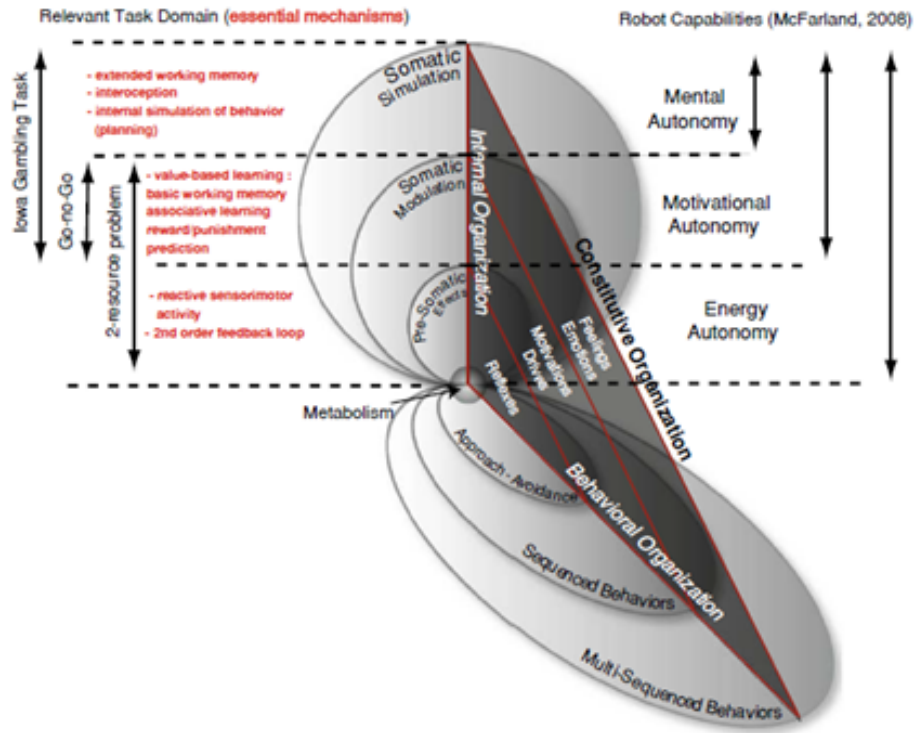 Relevant Task Domain (essential mechanisms)
Robot Capabilities (McFarland, 2008)
Iowa Gambling Task
Go-no-Go
2-resource problem
- extended working memory
- interoception
- internal simulation of behavior
(planning)
- value-based learning :
basic working memory
associative learning
reward/punishment
prediction
- reactive sensorimotor
activity
- 2nd order feedback loop
Metabolism
Somatic
Simulation
Somatic
Modulation
Pre-Somatic
Effects
Internal Organization
Constitutive Organization
Behavioral Organization
Reflexes
Motivations
Drives
Feelings
Emotions
Approach - Avoidance
Sequenced Behaviors
Multi-Sequenced Behaviors
Mental
Autonomy
Motivational
Autonomy
Energy
Autonomy